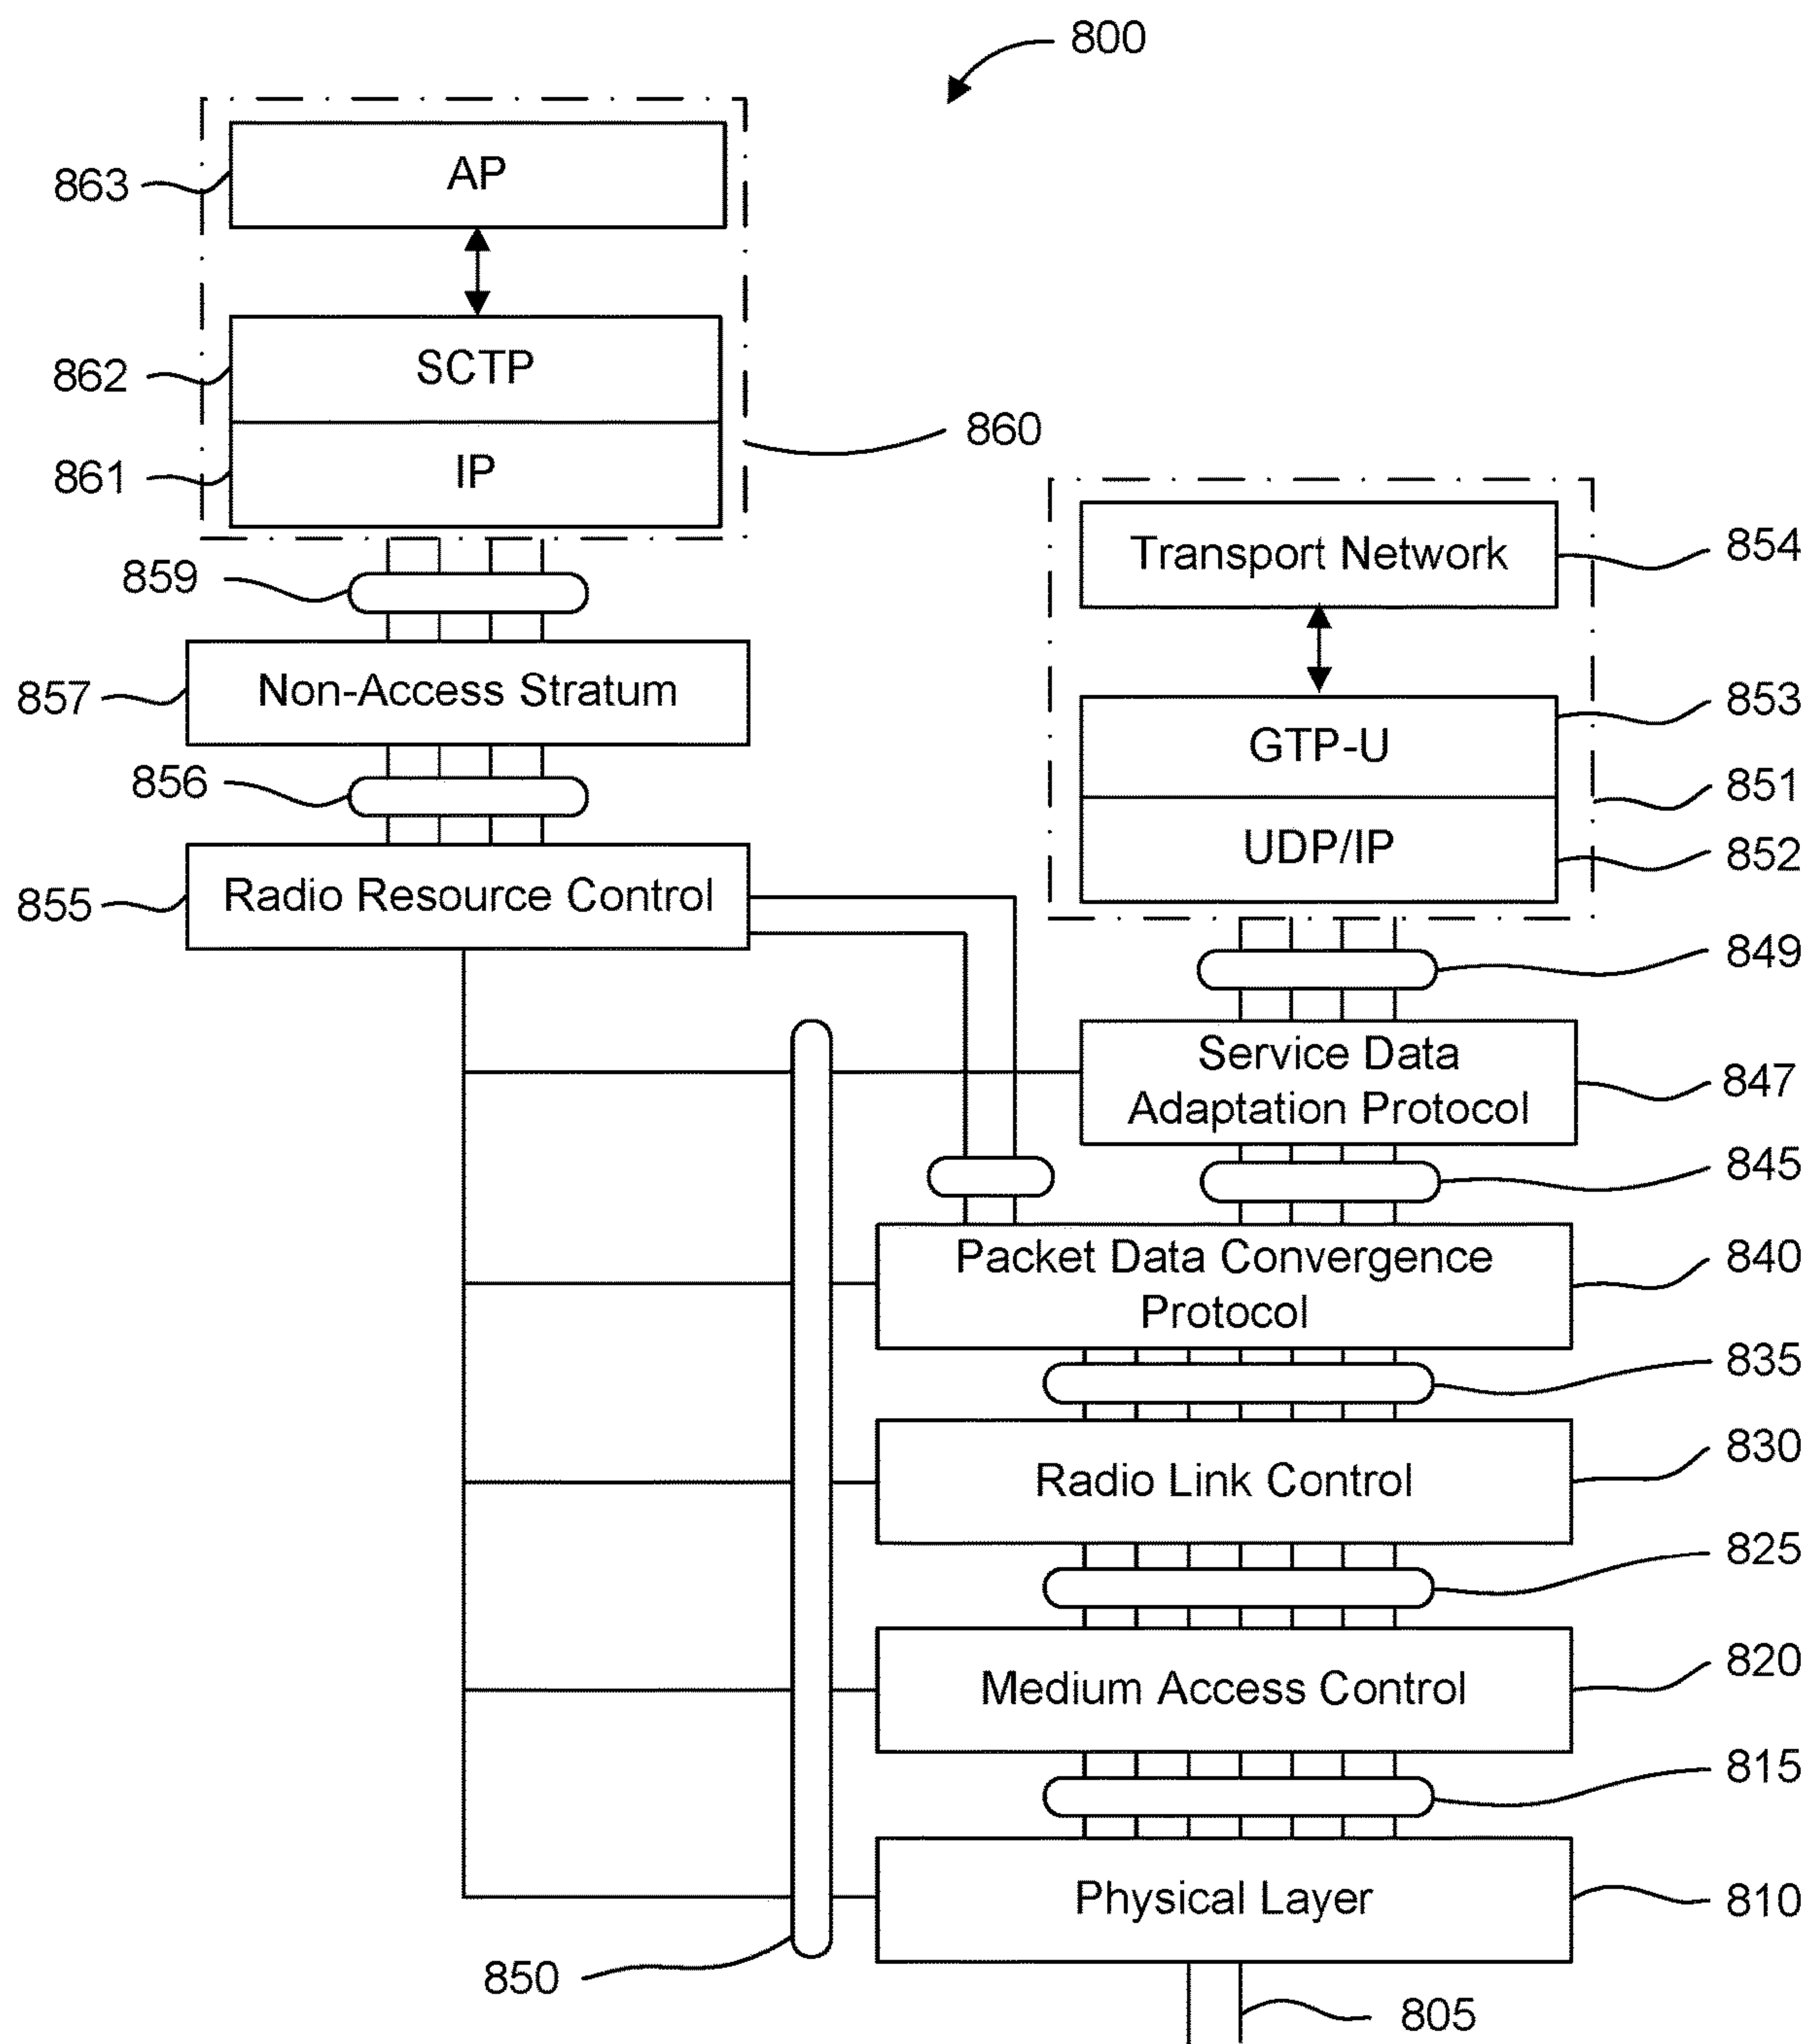 800
863
AP
862
SCTP
860
861
IP
854
Transport Network
859
853
857
Non-Access Stratum
GTP-U
851
856
852
UDP/IP
855
Radio Resource Control
849
Service Data
847
Adaptation Protocol
845
Packet Data Convergence
840
Protocol
835
830
Radio Link Control
825
820
Medium Access Control
815
Physical Layer
810
850
805